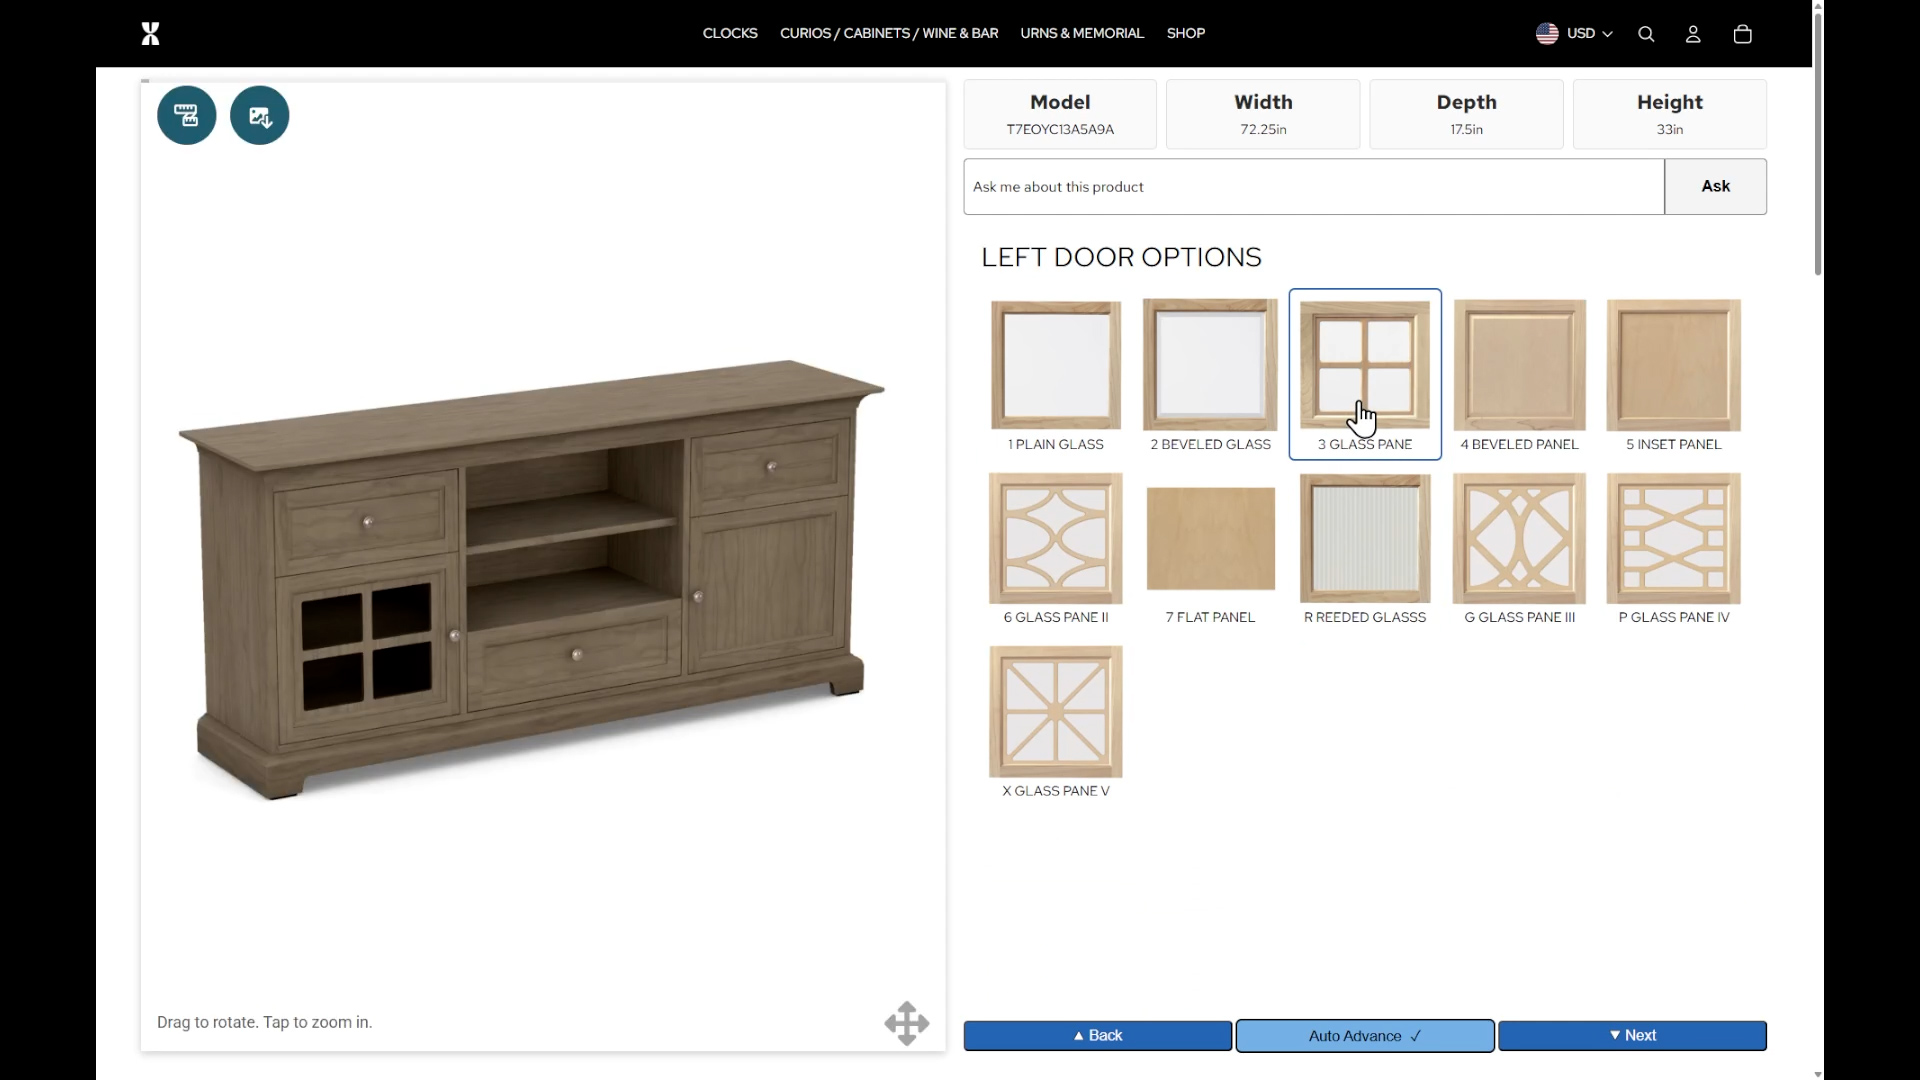 CLOCKS
CURIOS / CABINETS / WINE & BAR
URNS & MEMORIAL
SHOP
USD
Model
T7EOYC13A5A9A
Width
72.25in
Depth
17.5in
Height
33in
Ask me about this product
Ask
LEFT DOOR OPTIONS
1 PLAIN GLASS
2 BEVELED GLASS
3 GLASS PANE
4 BEVELED PANEL
5 INSET PANEL
6 GLASS PANE II
7 FLAT PANEL
R REEDED GLASSS
G GLASS PANE III
P GLASS PANE IV
X GLASS PANE V
Drag to rotate. Tap to zoom in.
▲ Back
Auto Advance ✓
▼ Next